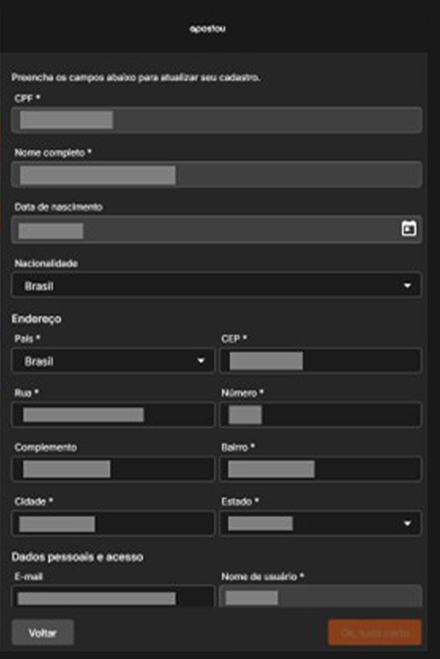 apostou
Preencha os campos abaixo para atualizar seu cadastro.
CPF *
Nome completo *
Data de nascimento
Nacionalidade
Brasil
Endereço
País * CEP *
Brasil
Rua * Número *
Complemento Bairro *
Cidade * Estado *
Dados pessoais e acesso
E-mail Nome de usuário *
Voltar Ok, tudo certo